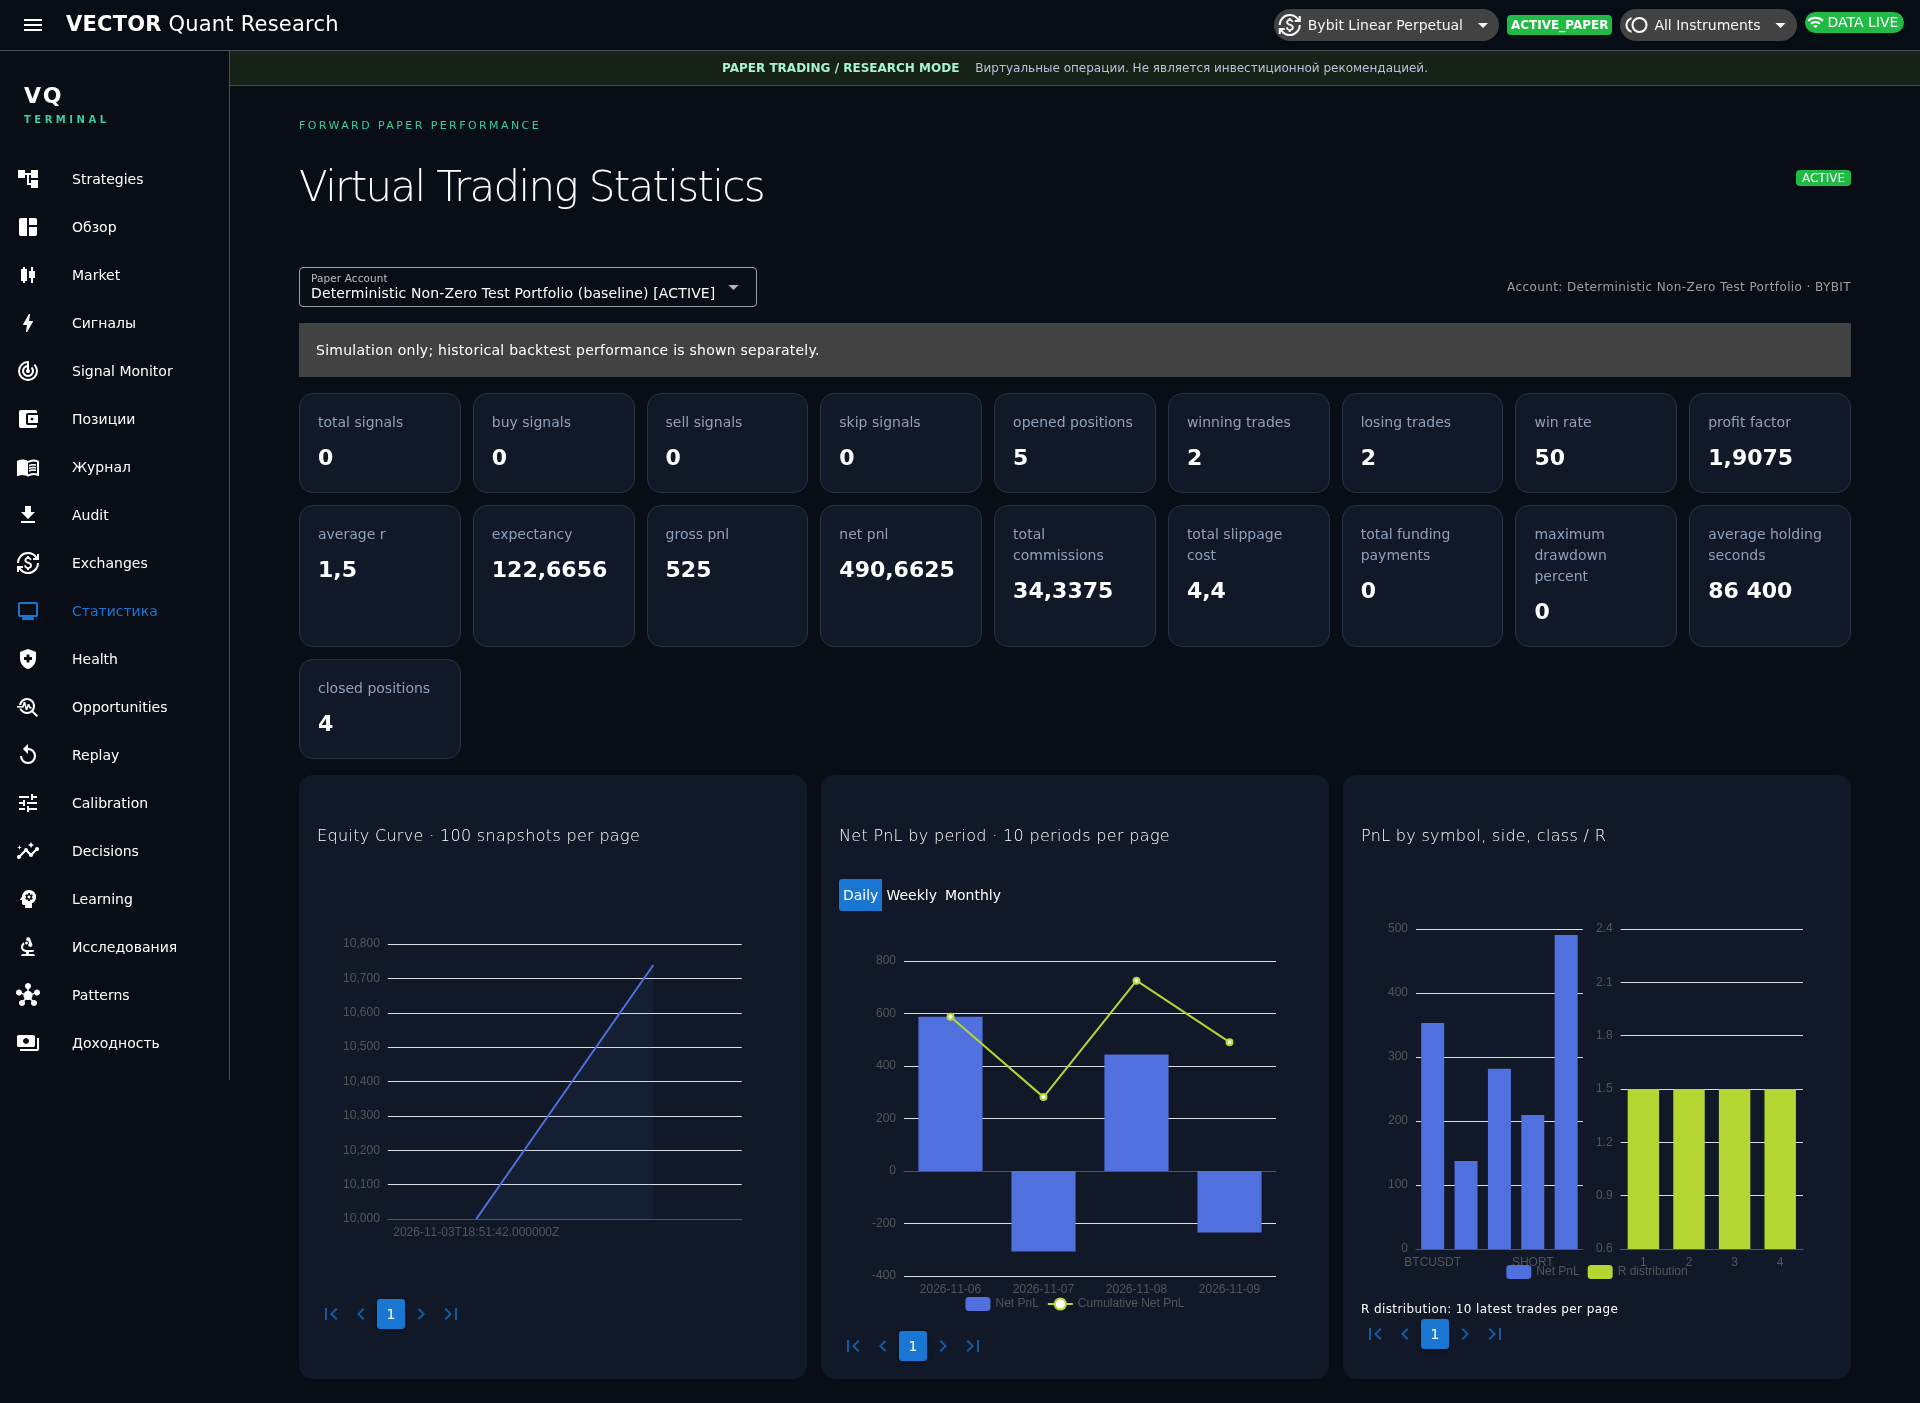 VECTOR Quant Research
Bybit Linear Perpetual
ACTIVE_PAPER
All Instruments
DATA LIVE
PAPER TRADING / RESEARCH MODE Виртуальные операции. Не является инвестиционной рекомендацией.
VQ
TERMINAL
Strategies
Обзор
Market
Сигналы
Signal Monitor
Позиции
Журнал
Audit
Exchanges
Статистика
Health
Opportunities
Replay
Calibration
Decisions
Learning
Исследования
Patterns
Доходность
FORWARD PAPER PERFORMANCE
Virtual Trading Statistics
ACTIVE
Paper Account
Deterministic Non-Zero Test Portfolio (baseline) [ACTIVE]
Account: Deterministic Non-Zero Test Portfolio · BYBIT
Simulation only; historical backtest performance is shown separately.
total signals
0
buy signals
0
sell signals
0
skip signals
0
opened positions
5
winning trades
2
losing trades
2
win rate
50
profit factor
1,9075
average r
1,5
expectancy
122,6656
gross pnl
525
net pnl
490,6625
total
commissions
34,3375
total slippage
cost
4,4
total funding
payments
0
maximum
drawdown
percent
0
average holding
seconds
86 400
closed positions
4
Equity Curve · 100 snapshots per page
10,800
10,700
10,600
10,500
10,400
10,300
10,200
10,100
10,000
2026-11-03T18:51:42.000000Z
1
Net PnL by period · 10 periods per page
Daily Weekly Monthly
800
600
400
200
0
-200
-400
2026-11-06 2026-11-07 2026-11-08 2026-11-09
Net PnL Cumulative Net PnL
1
PnL by symbol, side, class / R
500
400
300
200
100
0
BTCUSDT SHORT
2.4
2.1
1.8
1.5
1.2
0.9
0.6
1 2 3 4
Net PnL R distribution
R distribution: 10 latest trades per page
1